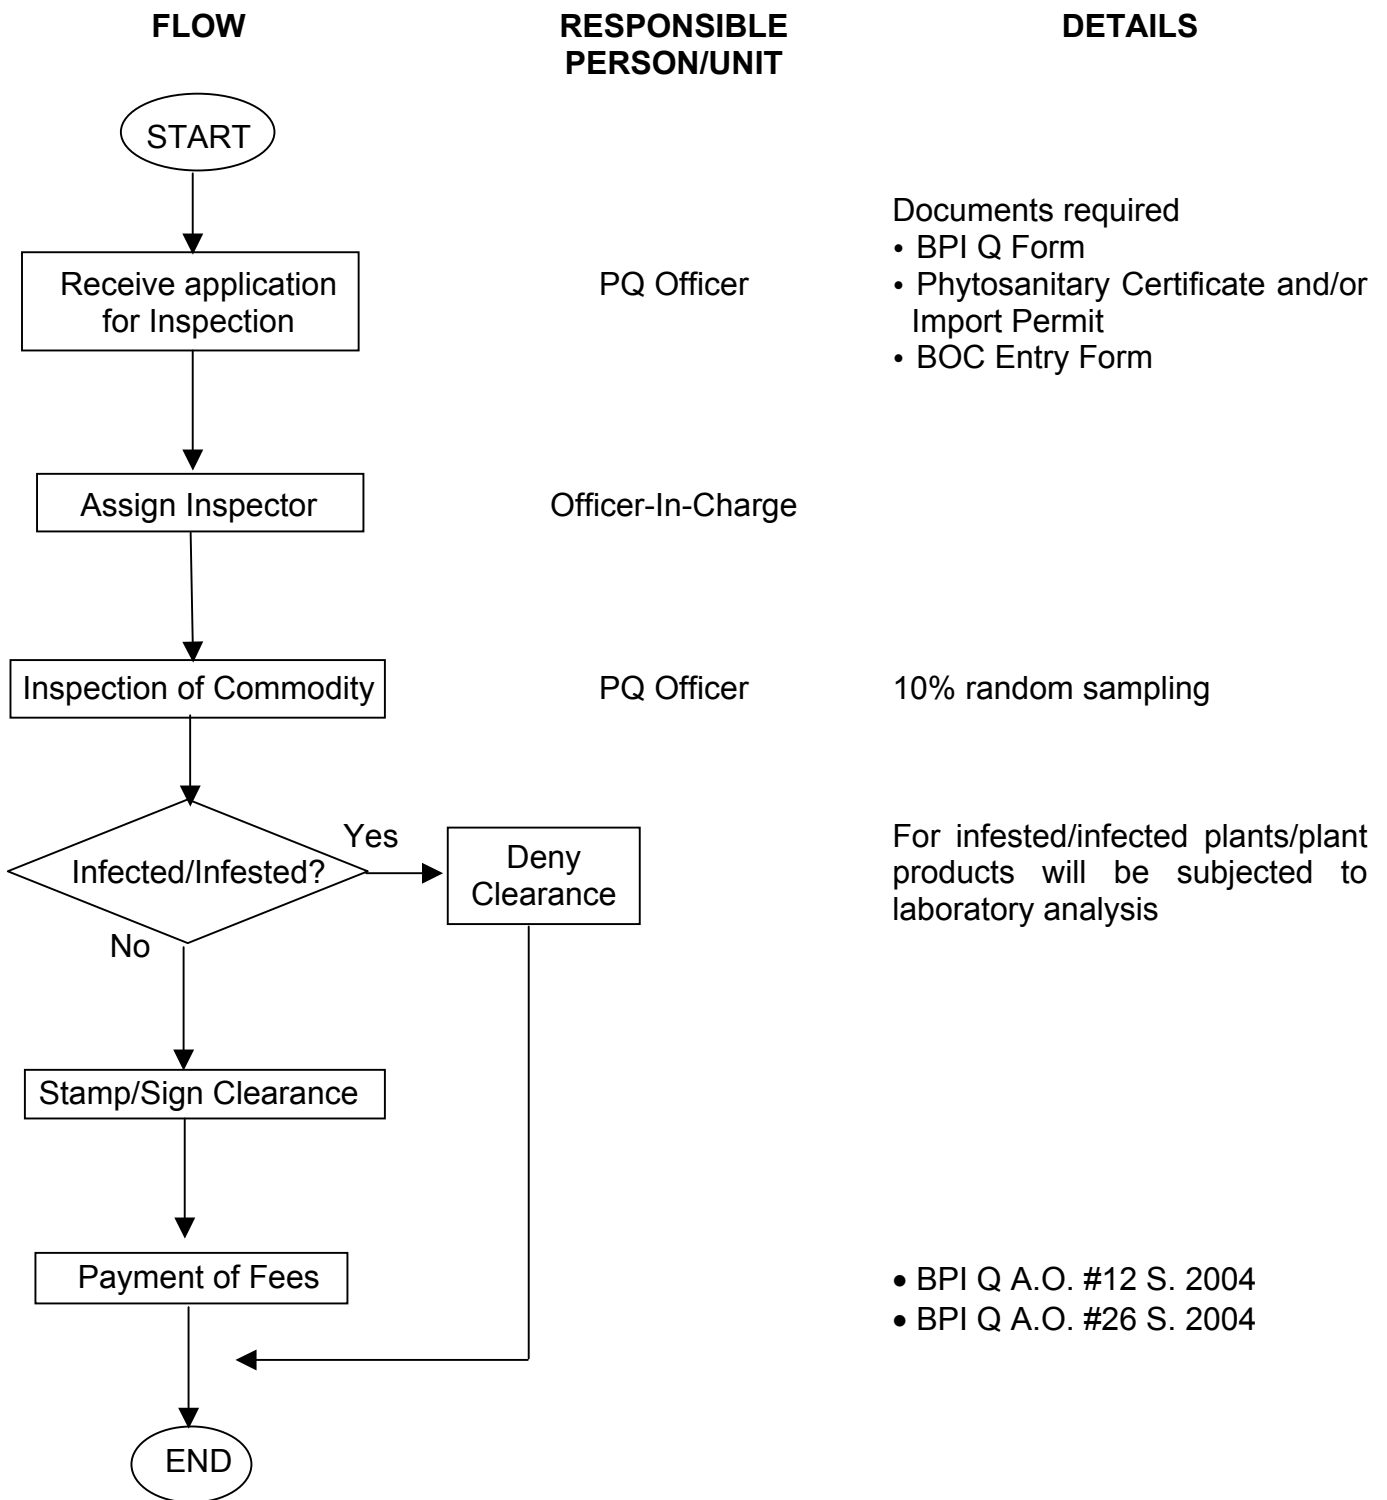 FLOW
RESPONSIBLE
PERSON/UNIT
DETAILS
START
Receive application
for Inspection
PQ Officer
Documents required
• BPI Q Form
• Phytosanitary Certificate and/or
Import Permit
• BOC Entry Form
Assign Inspector
Officer-In-Charge
Inspection of Commodity
PQ Officer
10% random sampling
Infected/Infested?
Yes
No
Deny
Clearance
For infested/infected plants/plant
products will be subjected to
laboratory analysis
Stamp/Sign Clearance
Payment of Fees
• BPI Q A.O. #12 S. 2004
• BPI Q A.O. #26 S. 2004
END